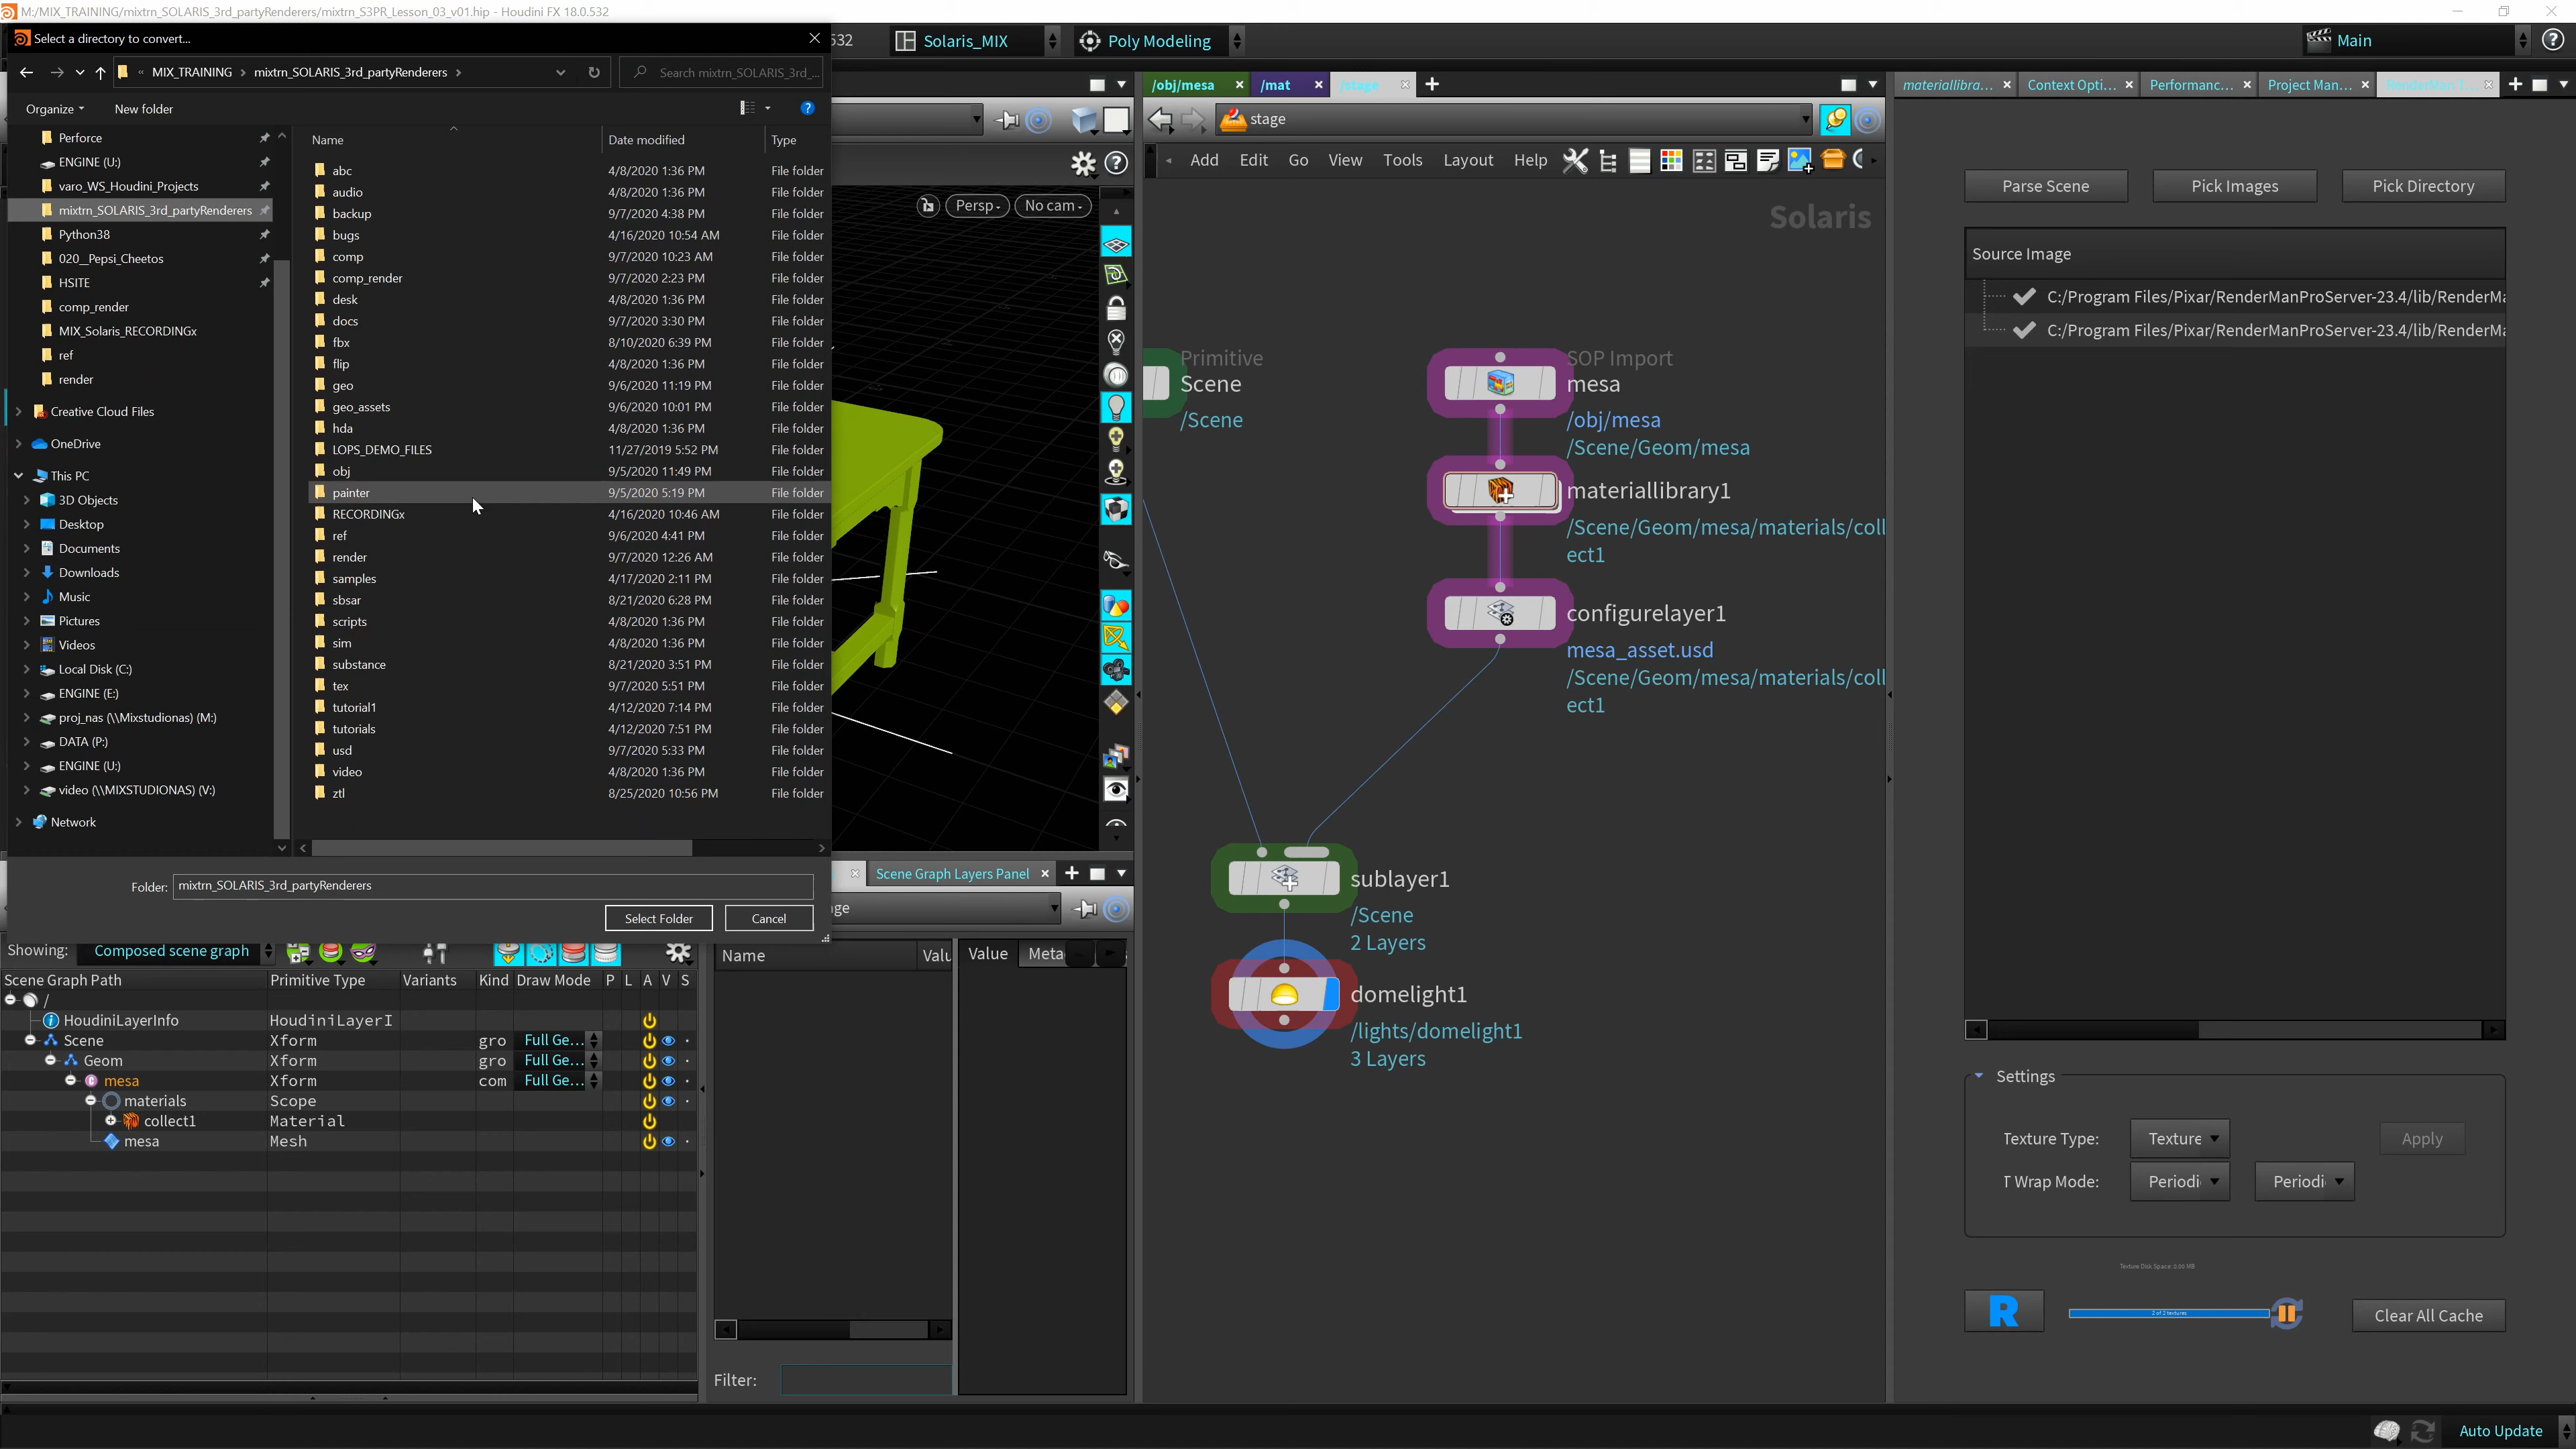 M:/MIX_TRAINING/mixtrn_SOLARIS_3rd_partyRenderers/mixtrn_S3PR_Lesson_03_v01.hip - Houdini FX 18.0.532
Select a directory to convert...
532
Solaris_MIX
Poly Modeling
Main
« MIX_TRAINING > mixtrn_SOLARIS_3rd_partyRenderers >
Search mixtrn_SOLARIS_3rd_...
Organize
New folder
Name
Date modified
Type
Perforce
ENGINE (U:)
varo_WS_Houdini_Projects
mixtrn_SOLARIS_3rd_partyRenderers
Python38
020__Pepsi_Cheetos
HSITE
comp_render
MIX_Solaris_RECORDINGx
ref
render
Creative Cloud Files
OneDrive
This PC
3D Objects
Desktop
Documents
Downloads
Music
Pictures
Videos
Local Disk (C:)
ENGINE (E:)
proj_nas (\\Mixstudionas) (M:)
DATA (P:)
ENGINE (U:)
video (\\MIXSTUDIONAS) (V:)
Network
abc 4/8/2020 1:36 PM File folder
audio 4/8/2020 1:36 PM File folder
backup 9/7/2020 4:38 PM File folder
bugs 4/16/2020 10:54 AM File folder
comp 9/7/2020 10:23 AM File folder
comp_render 9/7/2020 2:23 PM File folder
desk 4/8/2020 1:36 PM File folder
docs 9/7/2020 3:30 PM File folder
fbx 8/10/2020 6:39 PM File folder
flip 4/8/2020 1:36 PM File folder
geo 9/6/2020 11:19 PM File folder
geo_assets 9/6/2020 10:01 PM File folder
hda 4/8/2020 1:36 PM File folder
LOPS_DEMO_FILES 11/27/2019 5:52 PM File folder
obj 9/5/2020 11:49 PM File folder
painter 9/5/2020 5:19 PM File folder
RECORDINGx 4/16/2020 10:46 AM File folder
ref 9/6/2020 4:41 PM File folder
render 9/7/2020 12:26 AM File folder
samples 4/17/2020 2:11 PM File folder
sbsar 8/21/2020 6:28 PM File folder
scripts 4/8/2020 1:36 PM File folder
sim 4/8/2020 1:36 PM File folder
substance 8/21/2020 3:51 PM File folder
tex 9/7/2020 5:51 PM File folder
tutorial1 4/12/2020 7:14 PM File folder
tutorials 4/12/2020 7:51 PM File folder
usd 9/7/2020 5:33 PM File folder
video 4/8/2020 1:36 PM File folder
ztl 8/25/2020 10:56 PM File folder
Folder: mixtrn_SOLARIS_3rd_partyRenderers
Select Folder
Cancel
Persp
No cam
Scene Graph Layers Panel
ge
Showing: Composed scene graph
Scene Graph Path Primitive Type Variants Kind Draw Mode P L A V S
/
HoudiniLayerInfo HoudiniLayerI
Scene Xform gro Full Ge...
Geom Xform gro Full Ge...
mesa Xform com Full Ge...
materials Scope
collect1 Material
mesa Mesh
Name
Valu
Value
Meta
Filter:
/obj/mesa
/mat
/stage
stage
Add Edit Go View Tools Layout Help
Solaris
Primitive
Scene
/Scene
SOP Import
mesa
/obj/mesa
/Scene/Geom/mesa
materiallibrary1
/Scene/Geom/mesa/materials/coll
ect1
configurelayer1
mesa_asset.usd
/Scene/Geom/mesa/materials/coll
ect1
sublayer1
/Scene
2 Layers
domelight1
/lights/domelight1
3 Layers
materiallibra...
Context Opti...
Performanc...
Project Man...
RenderMan T...
Parse Scene
Pick Images
Pick Directory
Source Image
C:/Program Files/Pixar/RenderManProServer-23.4/lib/RenderMa
C:/Program Files/Pixar/RenderManProServer-23.4/lib/RenderMa
Settings
Texture Type: Texture
Apply
T Wrap Mode: Periodi Periodi
Texture Disk Space: 0.00 MB
R
2 of 2 textures
Clear All Cache
Auto Update